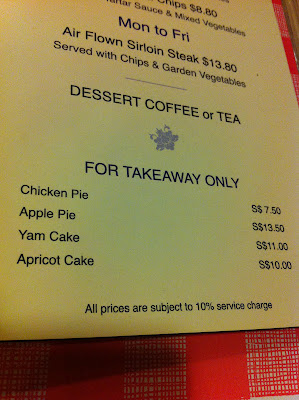 Chips $8.80
Tartar Sauce & Mixed Vegetables
Mon to Fri
Air Flown Sirloin Steak $13.80
Served with Chips & Garden Vegetables
DESSERT COFFEE or TEA
FOR TAKEAWAY ONLY
Chicken Pie S$ 7.50
Apple Pie S$13.50
Yam Cake S$11.00
Apricot Cake S$10.00
All prices are subject to 10% service charge